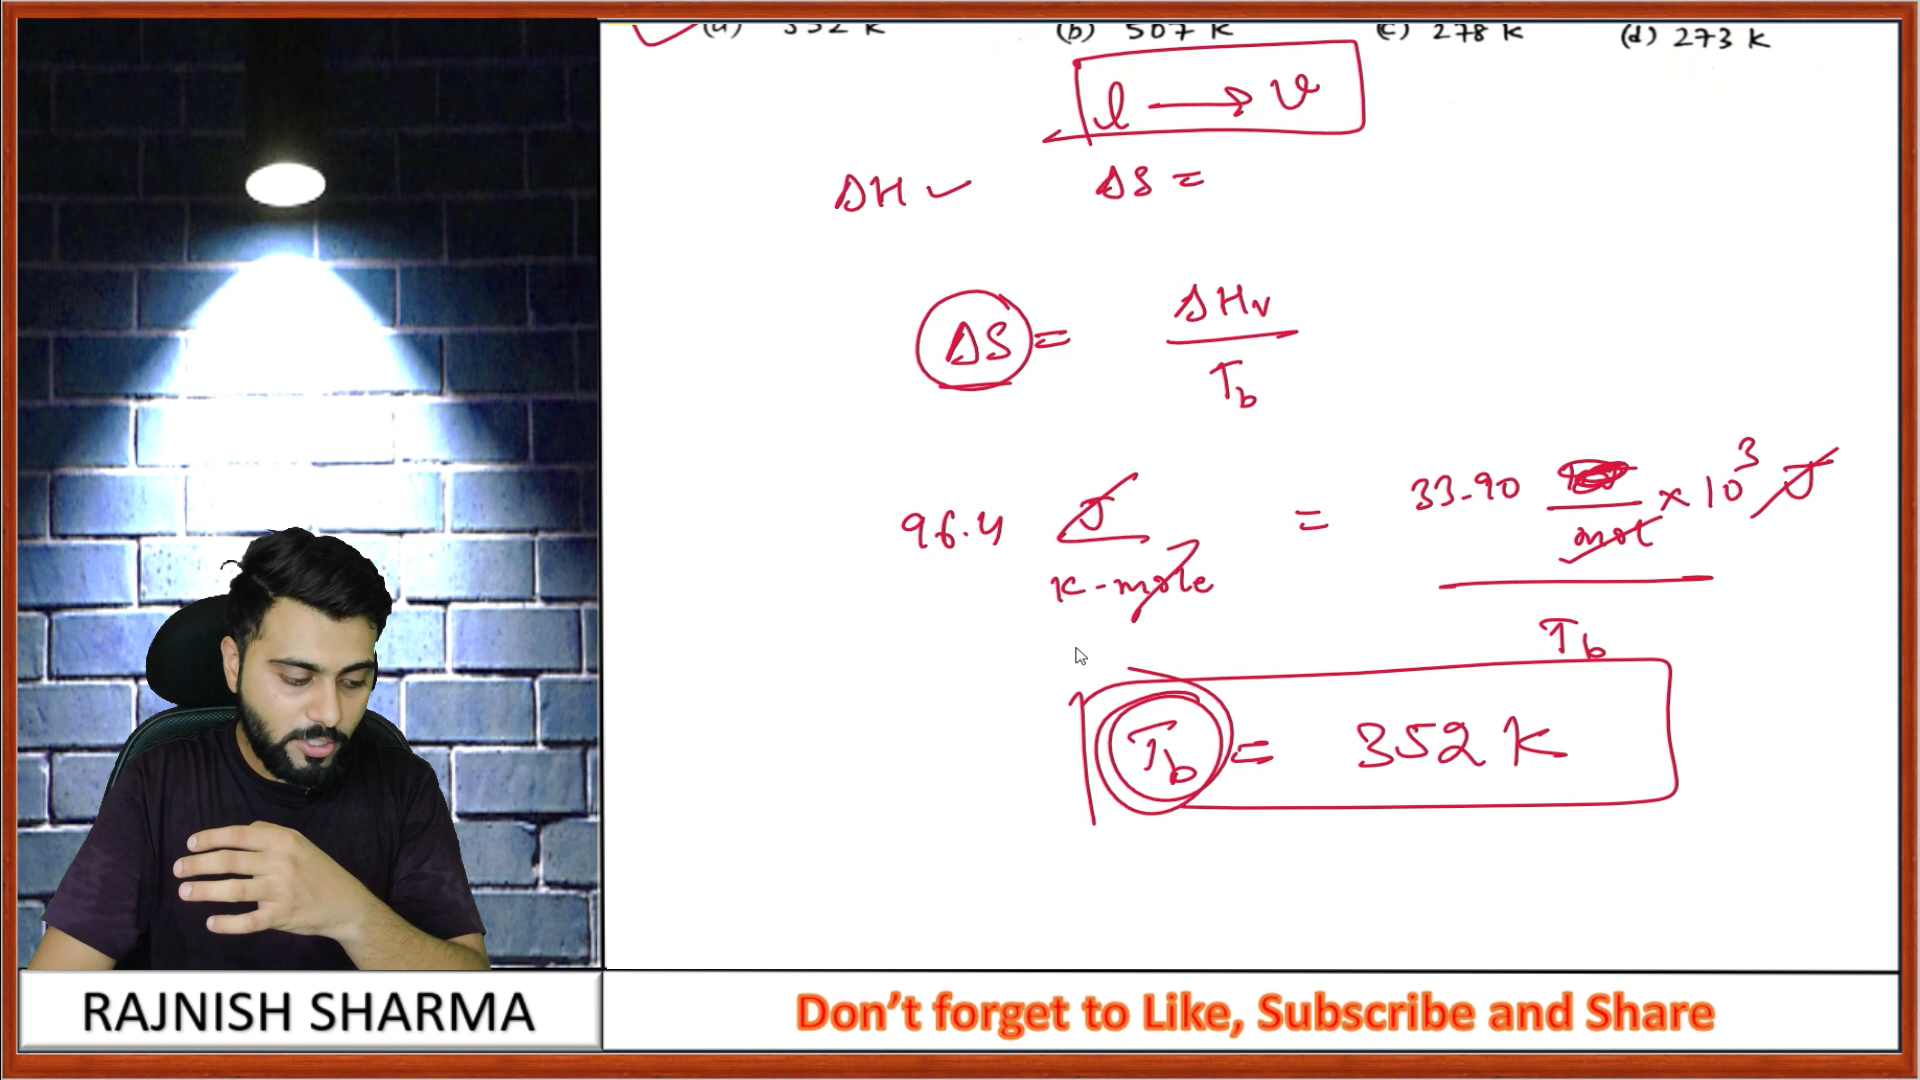 (a) 352 K (b) 507 K (c) 278 K (d) 273 K
l → v
ΔH ✓ ΔS =
ΔS = ΔHv / Tb
96.4 J / K-mole = 33.90 / mol × 10³ J / Tb
Tb = 352 K
RAJNISH SHARMA
Don't forget to Like, Subscribe and Share